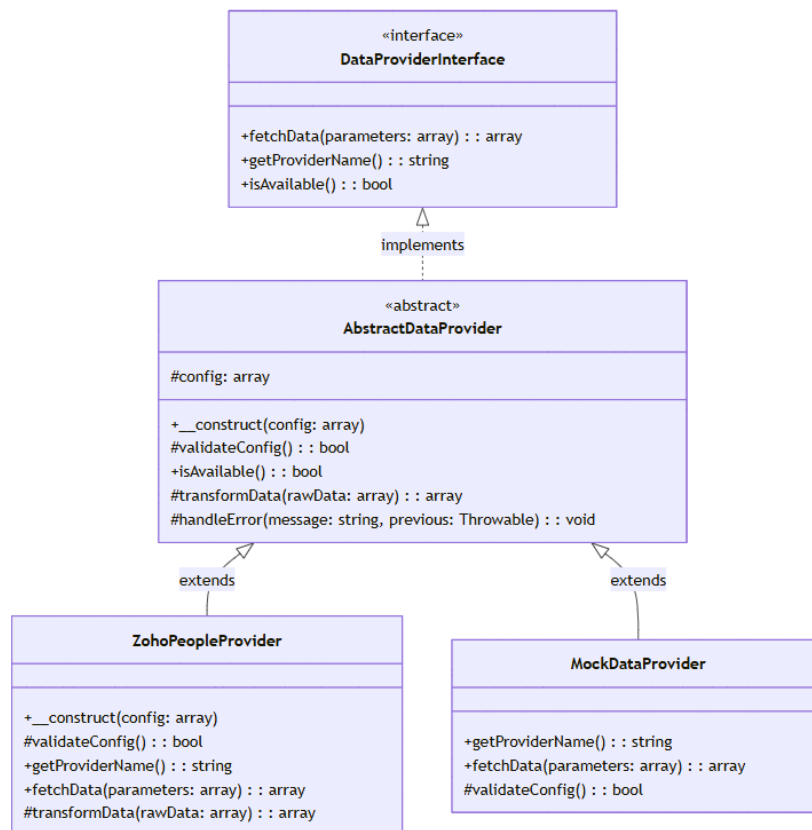 «interface»
DataProviderInterface
+fetchData(parameters: array) : : array
+getProviderName() : : string
+isAvailable() : : bool
implements
«abstract»
AbstractDataProvider
#config: array
+__construct(config: array)
#validateConfig() : : bool
+isAvailable() : : bool
#transformData(rawData: array) : : array
#handleError(message: string, previous: Throwable) : : void
extends
extends
ZohoPeopleProvider
+__construct(config: array)
#validateConfig() : : bool
+getProviderName() : : string
+fetchData(parameters: array) : : array
#transformData(rawData: array) : : array
MockDataProvider
+getProviderName() : : string
+fetchData(parameters: array) : : array
#validateConfig() : : bool